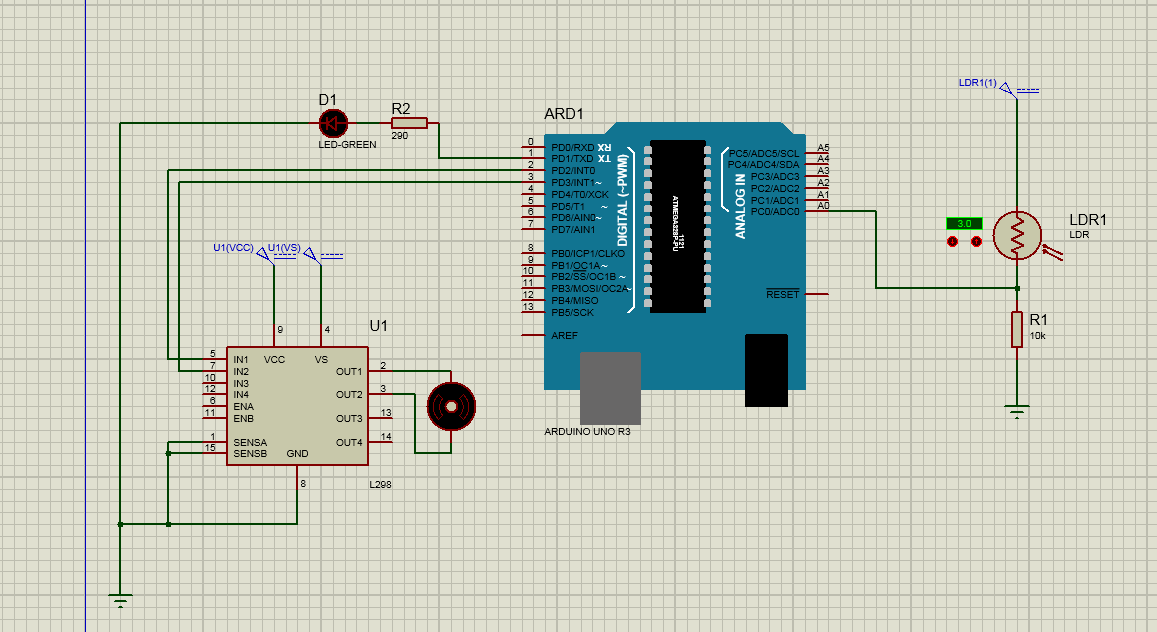 D1
LED-GREEN
R2
290
ARD1
0
1
2
3
4
5
6
7
8
9
10
11
12
13
PD0/RXD
PD1/TXD
PD2/INT0
PD3/INT1~
PD4/T0/XCK
PD5/T1 ~
PD6/AIN0~
PD7/AIN1
PB0/ICP1/CLKO
PB1/OC1A~
PB2/SS/OC1B ~
PB3/MOSI/OC2A~
PB4/MISO
PB5/SCK
AREF
RX
TX
DIGITAL (~PWM)
ATMEGA328P-PU
1121
ANALOG IN
PC5/ADC5/SCL
PC4/ADC4/SDA
PC3/ADC3
PC2/ADC2
PC1/ADC1
PC0/ADC0
A5
A4
A3
A2
A1
A0
RESET
ARDUINO UNO R3
LDR1(1)
3.0
LDR1
LDR
R1
10k
U1(VCC)
U1(VS)
9
4
U1
5
7
10
12
6
11
1
15
IN1
IN2
IN3
IN4
ENA
ENB
SENSA
SENSB
VCC
VS
GND
OUT1
OUT2
OUT3
OUT4
2
3
13
14
8
L298